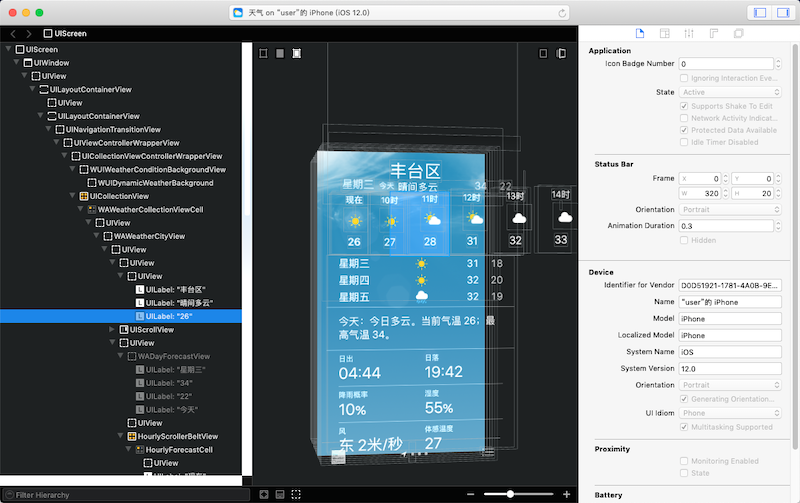 天气 on "user"的 iPhone (iOS 12.0)
UIScreen
UIScreen
UIWindow
UIView
UILayoutContainerView
UIView
UILayoutContainerView
UINavigationTransitionView
UIViewControllerWrapperView
UICollectionViewControllerWrapperView
WUIWeatherConditionBackgroundView
WUIDynamicWeatherBackground
UICollectionView
WAWeatherCollectionViewCell
UIView
WAWeatherCityView
UIView
UIView
UIView
UILabel: "丰台区"
UILabel: "晴间多云"
UILabel: "26"
UIScrollView
UIView
WADayForecastView
UILabel: "星期三"
UILabel: "34"
UILabel: "22"
UILabel: "今天"
UIView
HourlyScrollerBeltView
HourlyForecastCell
UIView
UILabel: "现在"
Filter Hierarchy
丰台区
星期三 今天 晴间多云 34 22
现在 10时 11时 12时 13时 14时
26 27 28 31 32 33
星期三 31 18
星期四 32 20
星期五 32 19
今天：今日多云。当前气温 26；最
高气温 34。
日出 日落
04:44 19:42
降雨概率 湿度
10% 55%
风 体感温度
东 2米/秒 27
Application
Icon Badge Number 0
Ignoring Interaction Eve...
State Active
Supports Shake To Edit
Network Activity Indicat...
Protected Data Available
Idle Timer Disabled
Status Bar
Frame X 0 Y 0
W 320 H 20
Orientation Portrait
Animation Duration 0.3
Hidden
Device
Identifier for Vendor D0D51921-1781-4A0B-9E...
Name "user"的 iPhone
Model iPhone
Localized Model iPhone
System Name iOS
System Version 12.0
Orientation Portrait
Generating Orientation...
UI Idiom Phone
Multitasking Supported
Proximity
Monitoring Enabled
State
Battery